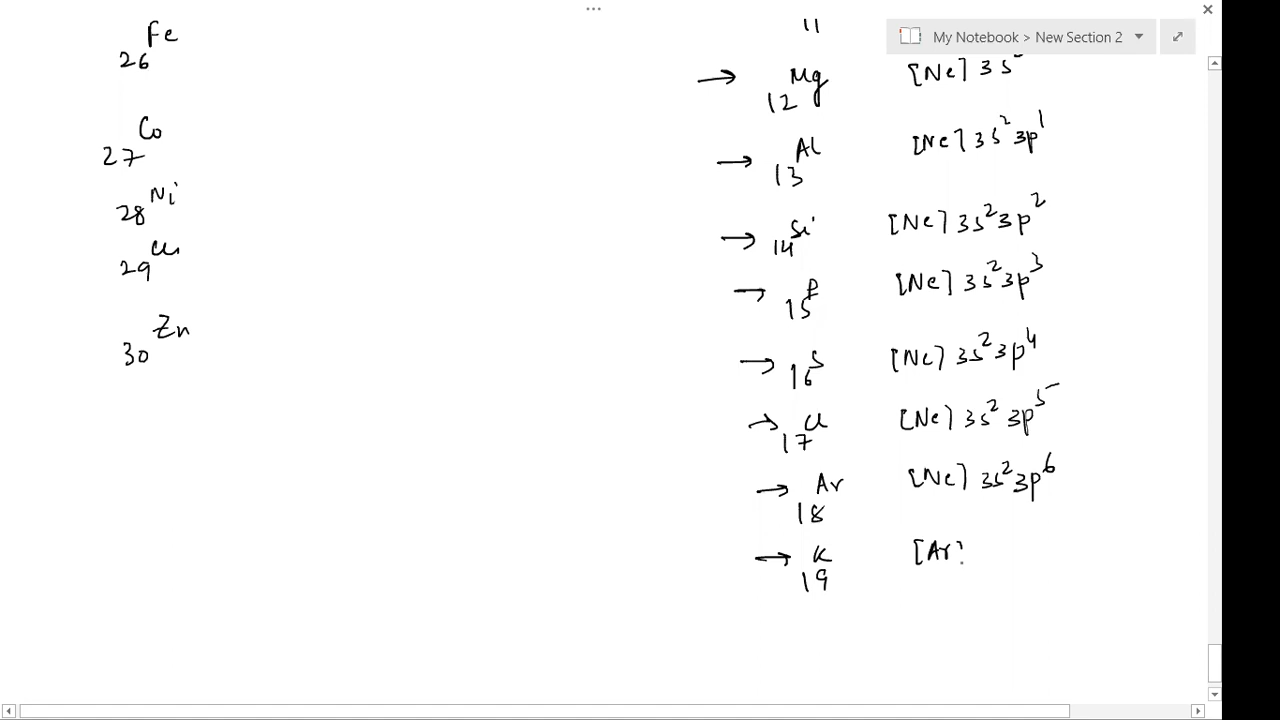 My Notebook > New Section 2
26 Fe
27 Co
28 Ni
29 Cu
30 Zn
11
→ 12 Mg [Ne] 3s
→ 13 Al [Ne] 3s² 3p¹
→ 14 Si [Ne] 3s² 3p²
→ 15 P [Ne] 3s² 3p³
→ 16 S [Ne] 3s² 3p⁴
→ 17 Cl [Ne] 3s² 3p⁵
→ 18 Ar [Ne] 3s² 3p⁶
→ 19 K [Ar]